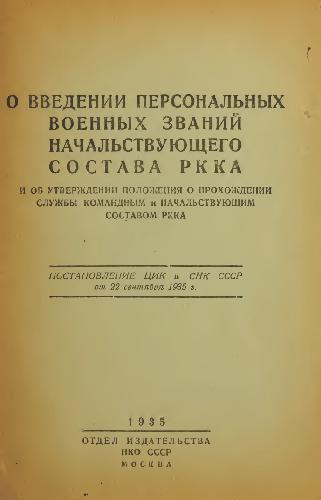 О ВВЕДЕНИИ ПЕРСОНАЛЬНЫХ
ВОЕННЫХ ЗВАНИЙ
НАЧАЛЬСТВУЮЩЕГО
СОСТАВА РККА
И ОБ УТВЕРЖДЕНИИ ПОЛОЖЕНИЯ О ПРОХОЖДЕНИИ
СЛУЖБЫ КОМАНДНЫМ и НАЧАЛЬСТВУЮЩИМ
СОСТАВОМ РККА
ПОСТАНОВЛЕНИЕ ЦИК и СНК СССР
от 22 сентября 1935 г.
1935
ОТДЕЛ ИЗДАТЕЛЬСТВА
НКО СССР
МОСКВА